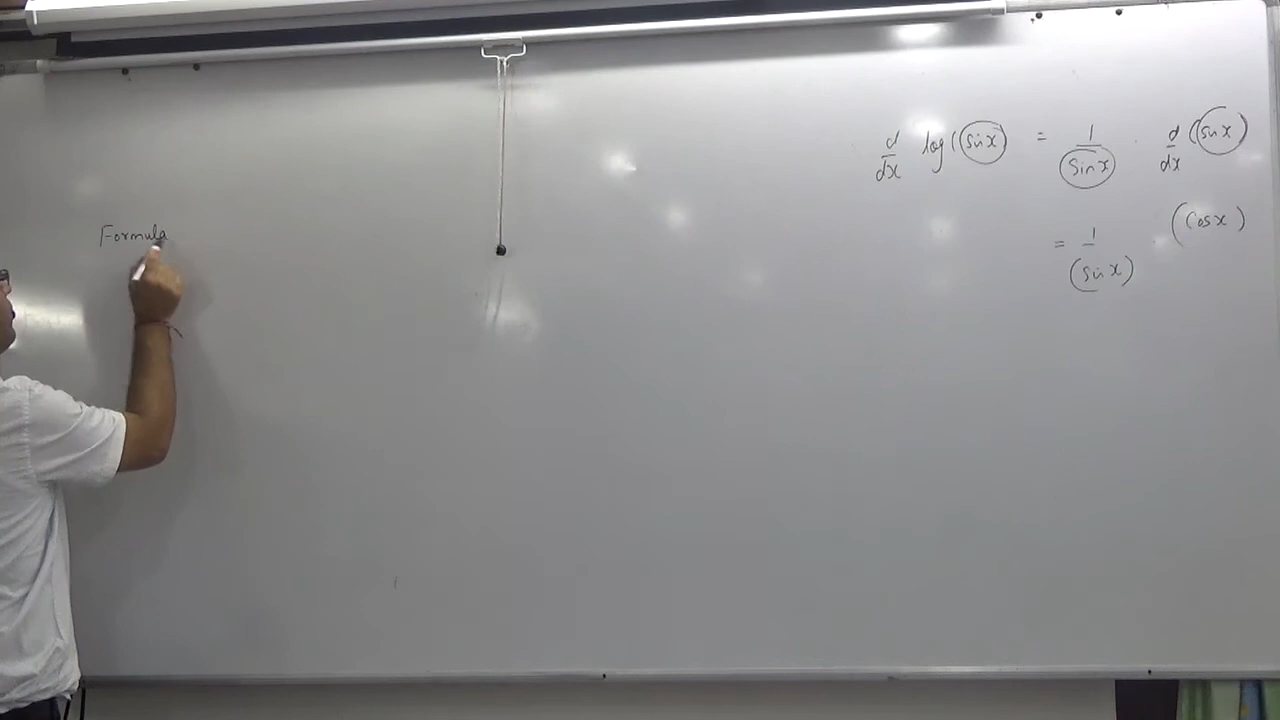 Formula
d/dx log(sin x) = 1/sin x · d/dx (sin x)
= 1/(sin x) (cos x)